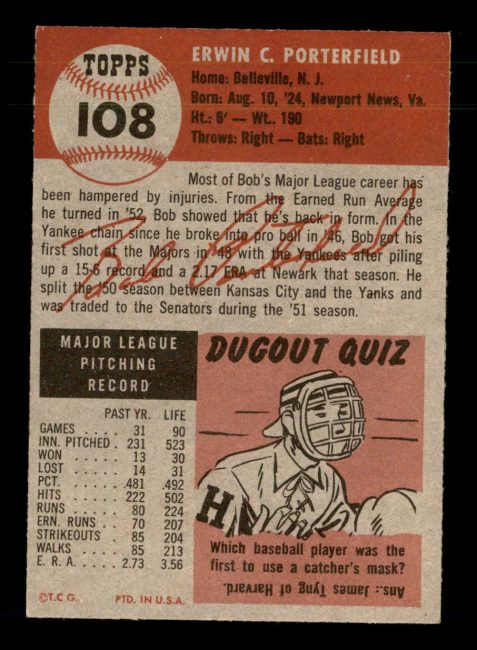 TOPPS
108
ERWIN C. PORTERFIELD
Home: Belleville, N. J.
Born: Aug. 10, '24, Newport News, Va.
Ht.: 6' — Wt.. 190
Throws: Right — Bats: Right
Most of Bob's Major League career has
been hampered by injuries. From the Earned Run Average
he turned in '52, Bob showed that he's back in form. In the
Yankee chain since he broke into pro ball in '46, Bob got his
first shot at the Majors in '48 with the Yankees after piling
up a 15-6 record and a 2.17 ERA at Newark that season. He
split the '50 season between Kansas City and the Yanks and
was traded to the Senators during the '51 season.
Bob Porterfield
MAJOR LEAGUE
PITCHING
RECORD
PAST YR. LIFE
GAMES 31 90
INN. PITCHED 231 523
WON 13 30
LOST 14 31
PCT. .481 .492
HITS 222 502
RUNS 80 224
ERN. RUNS 70 207
STRIKEOUTS 85 204
WALKS 85 213
E. R. A. 2.73 3.56
©T.C.G. PTD. IN U.S.A.
DUGOUT QUIZ
H
Which baseball player was the
first to use a catcher's mask?
Ans.: James Tyng of Harvard.